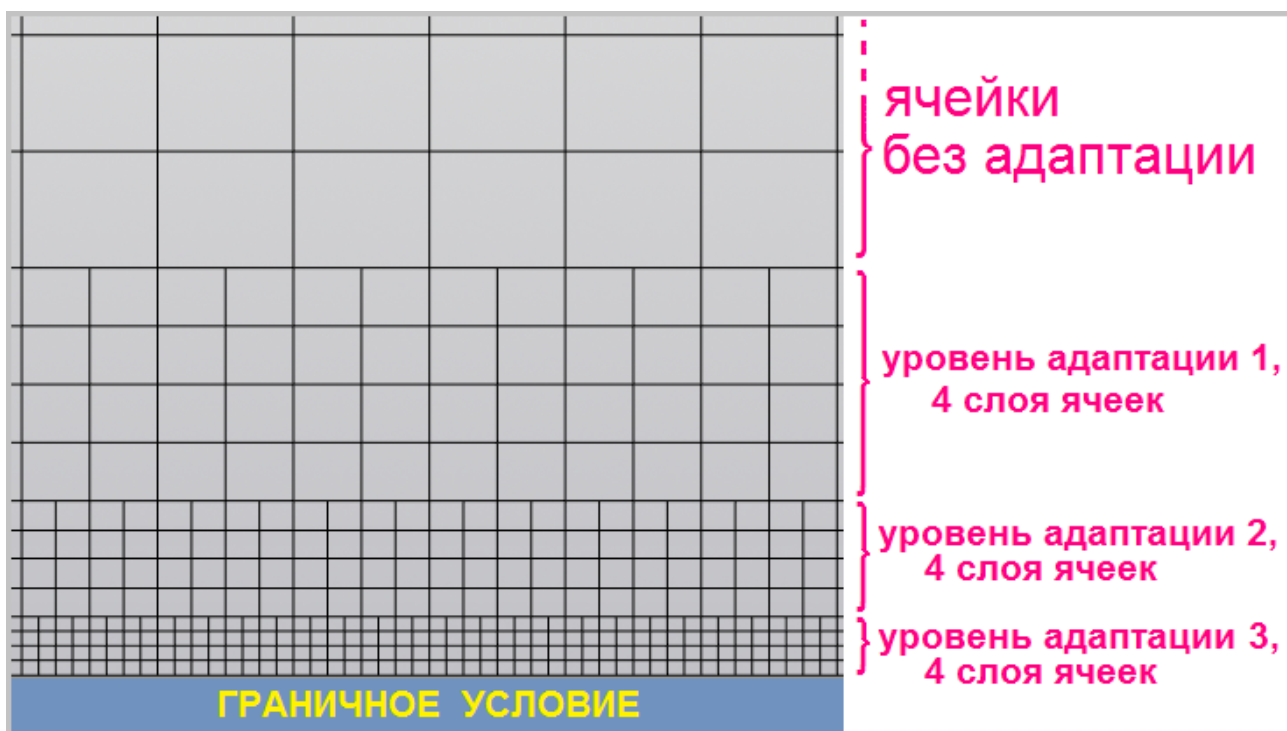 ячейки
без адаптации
уровень адаптации 1,
4 слоя ячеек
уровень адаптации 2,
4 слоя ячеек
уровень адаптации 3,
4 слоя ячеек
ГРАНИЧНОЕ УСЛОВИЕ